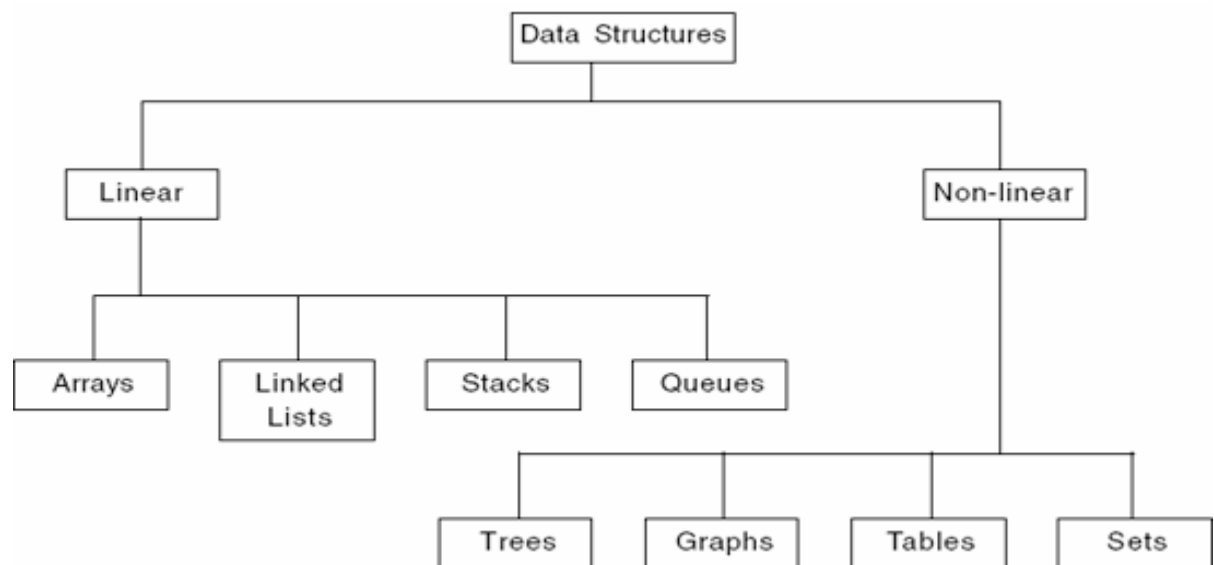 Data Structures
Linear
Non-linear
Arrays
Linked
Lists
Stacks
Queues
Trees
Graphs
Tables
Sets